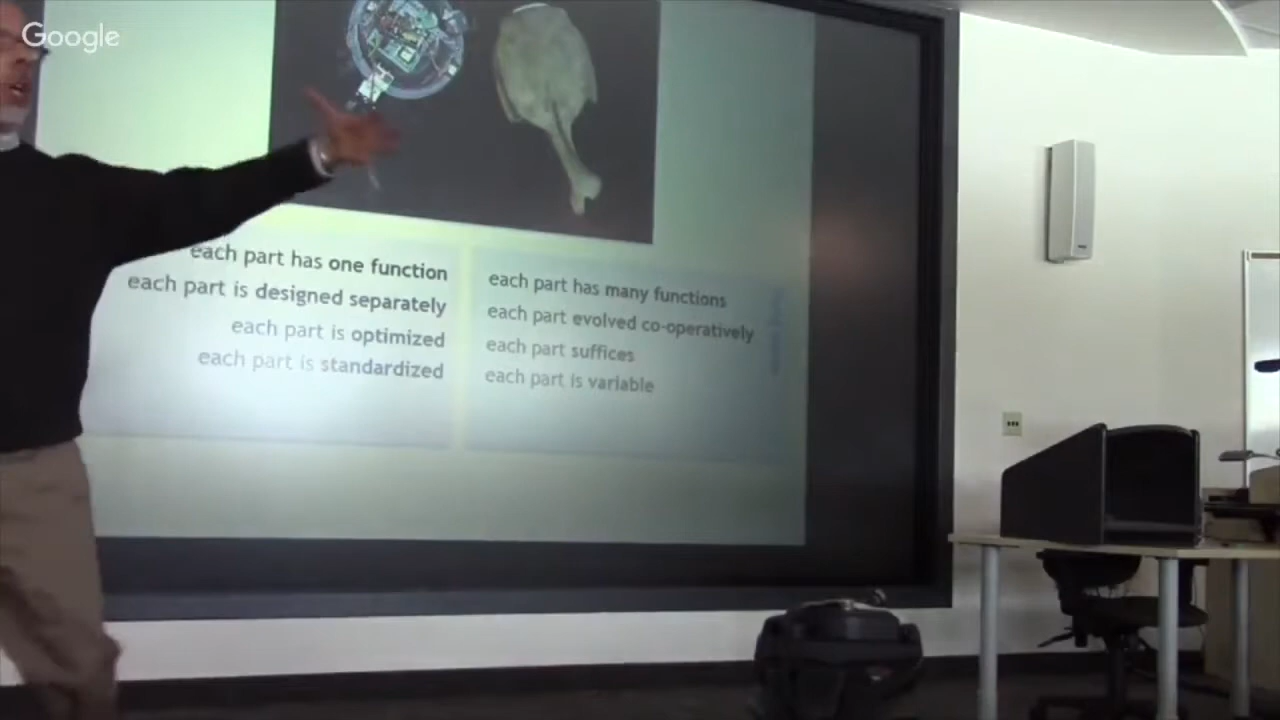 Google
each part has one function
each part is designed separately
each part is optimized
each part is standardized
each part has many functions
each part evolved co-operatively
each part suffices
each part is variable